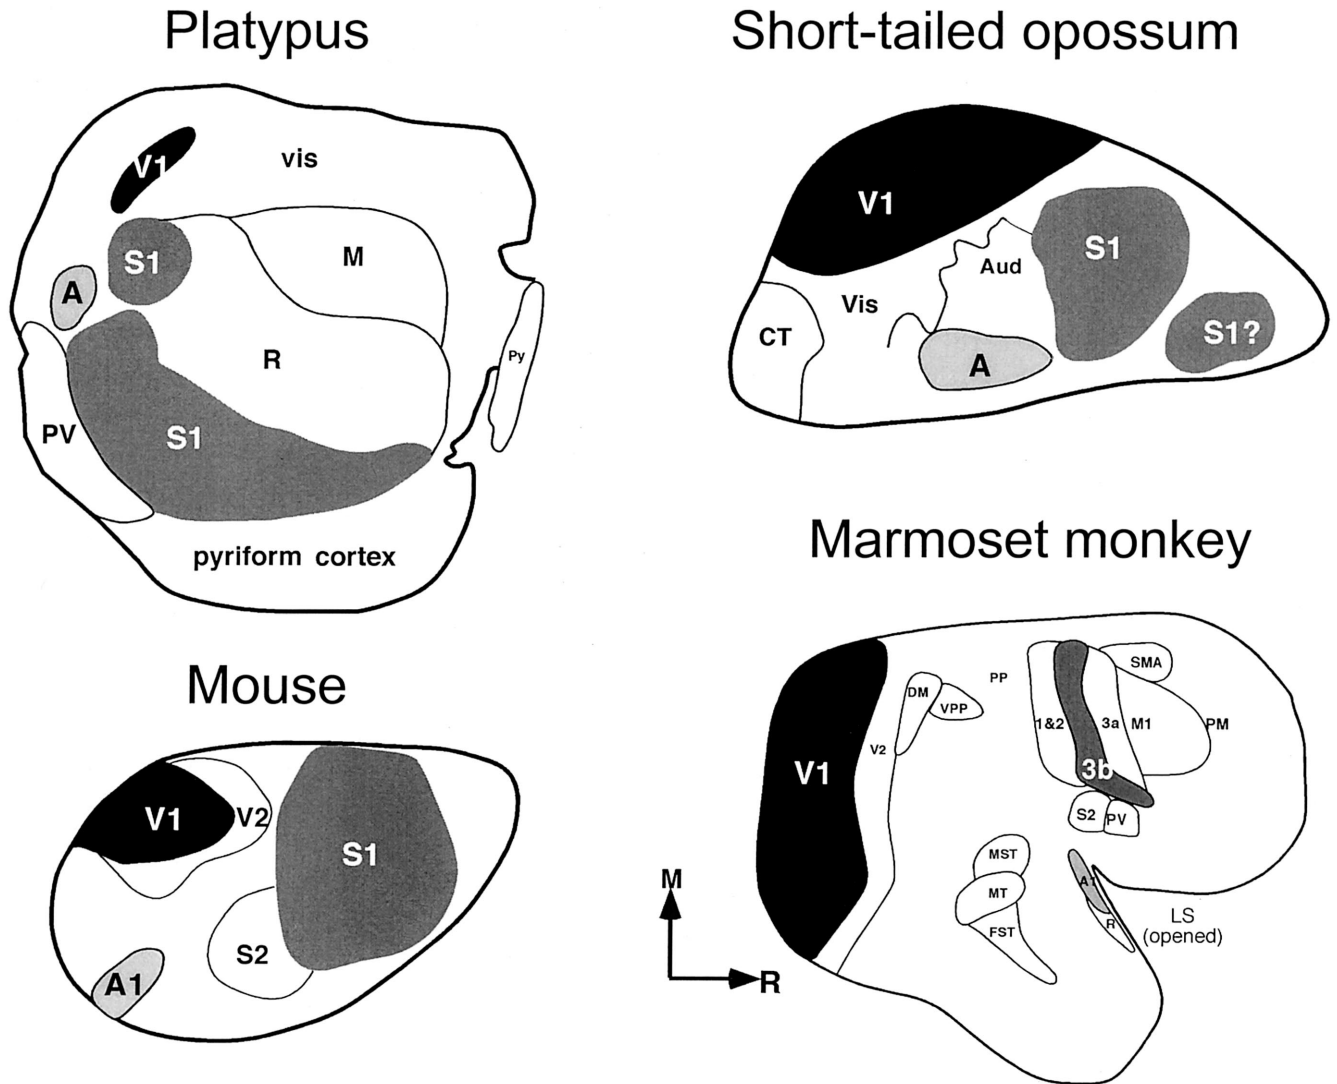 Platypus
V1
vis
S1
M
A
R
Py
PV
S1
pyriform cortex
Short-tailed opossum
V1
S1
Aud
Vis
CT
S1?
A
Mouse
V1
V2
S1
S2
A1
Marmoset monkey
SMA
PP
DM
VPP
1&2
3a
M1
PM
V2
V1
3b
S2
PV
MST
A1
MT
R
FST
LS
(opened)
M
R